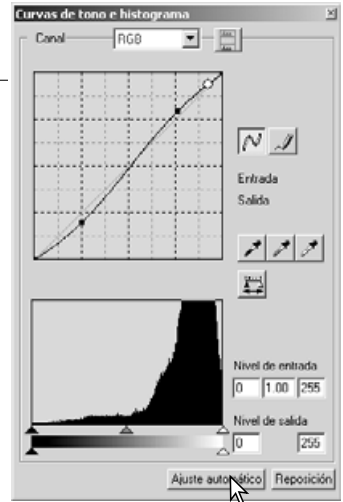 Curvas de tono e histograma
Canal RGB
Entrada
Salida
Nivel de entrada
0 1.00 255
Nivel de salida
0 255
Ajuste automático Reposición